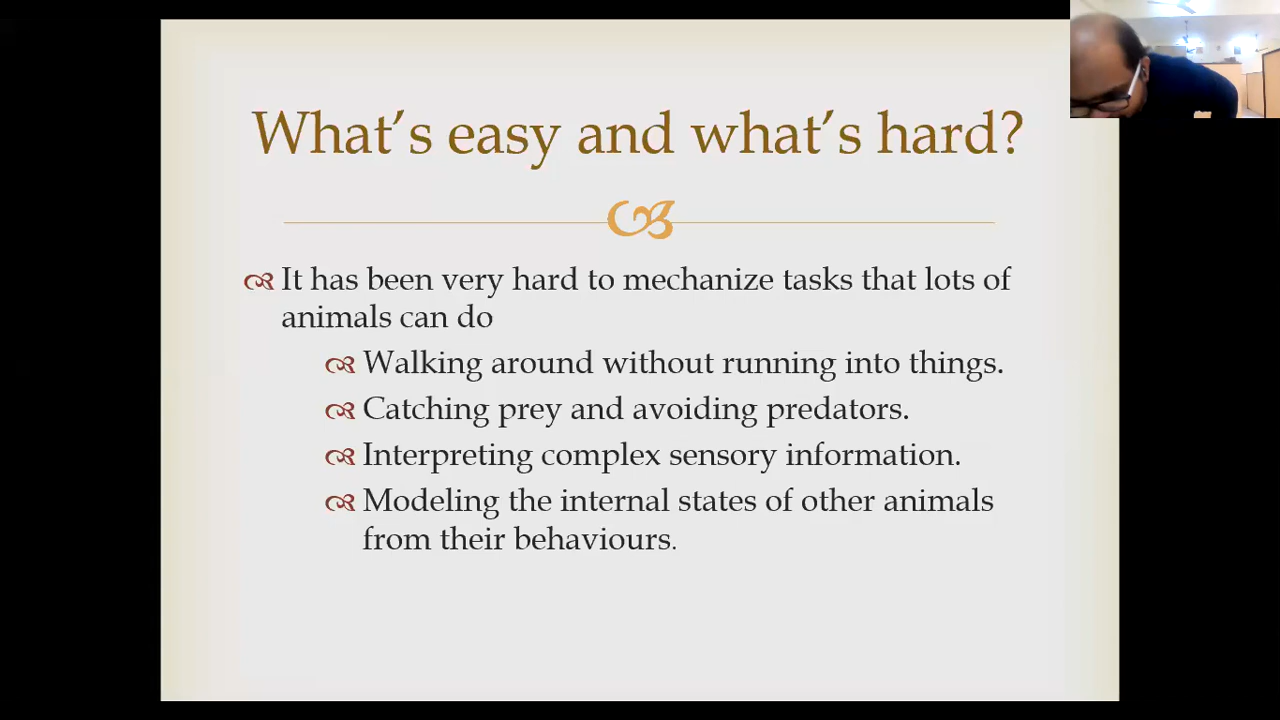 What's easy and what's hard?
It has been very hard to mechanize tasks that lots of
animals can do
Walking around without running into things.
Catching prey and avoiding predators.
Interpreting complex sensory information.
Modeling the internal states of other animals
from their behaviours.